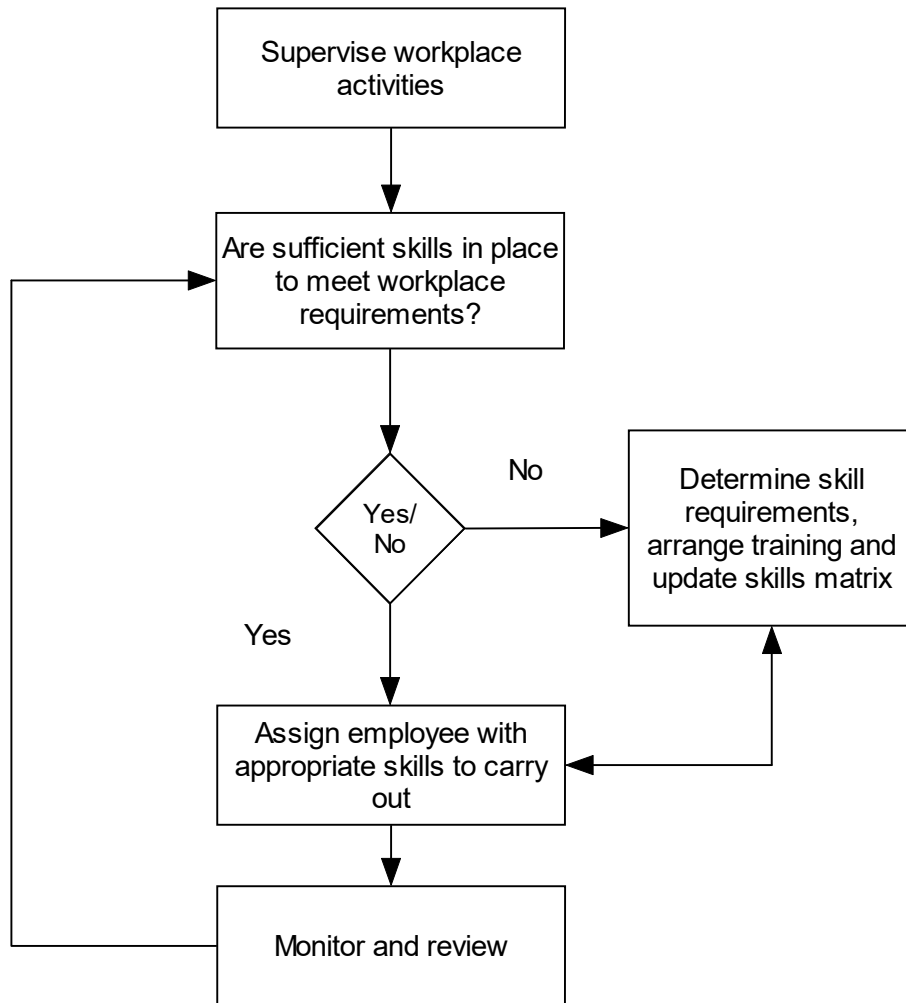 Supervise workplace
activities
Are sufficient skills in place
to meet workplace
requirements?
Yes/
No
No
Determine skill
requirements,
arrange training and
update skills matrix
Yes
Assign employee with
appropriate skills to carry
out
Monitor and review